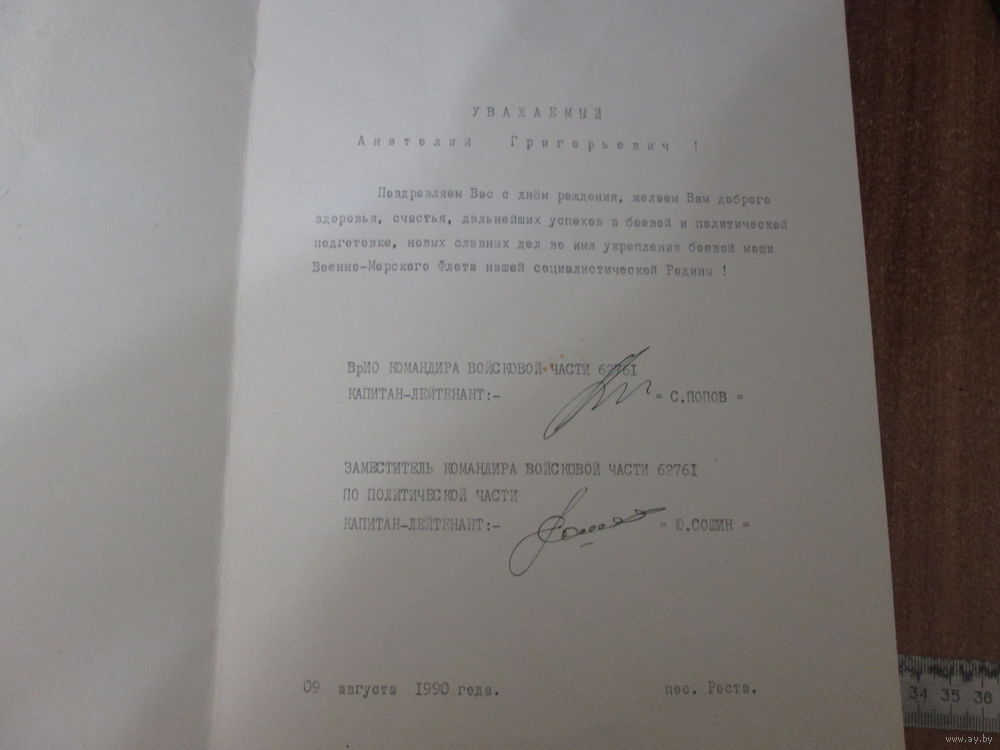 УВАЖАЕМЫЙ
Анатолий Григорьевич !
Поздравляем Вас с днём рождения, желаем Вам доброго
здоровья, счастья, дальнейших успехов в боевой и политической
подготовке, новых славных дел во имя укрепления боевой мощи
Военно-Морского Флота нашей социалистической Родины !
ВрИО КОМАНДИРА ВОЙСКОВОЙ ЧАСТИ 6276I
КАПИТАН-ЛЕЙТЕНАНТ:- = С.ПОПОВ =
ЗАМЕСТИТЕЛЬ КОМАНДИРА ВОЙСКОВОЙ ЧАСТИ 6276I
ПО ПОЛИТИЧЕСКОЙ ЧАСТИ
КАПИТАН-ЛЕЙТЕНАНТ:- = Ю.СОШИН =
09 августа 1990 года. пос. Роста.
34 35 36
www.ay.by